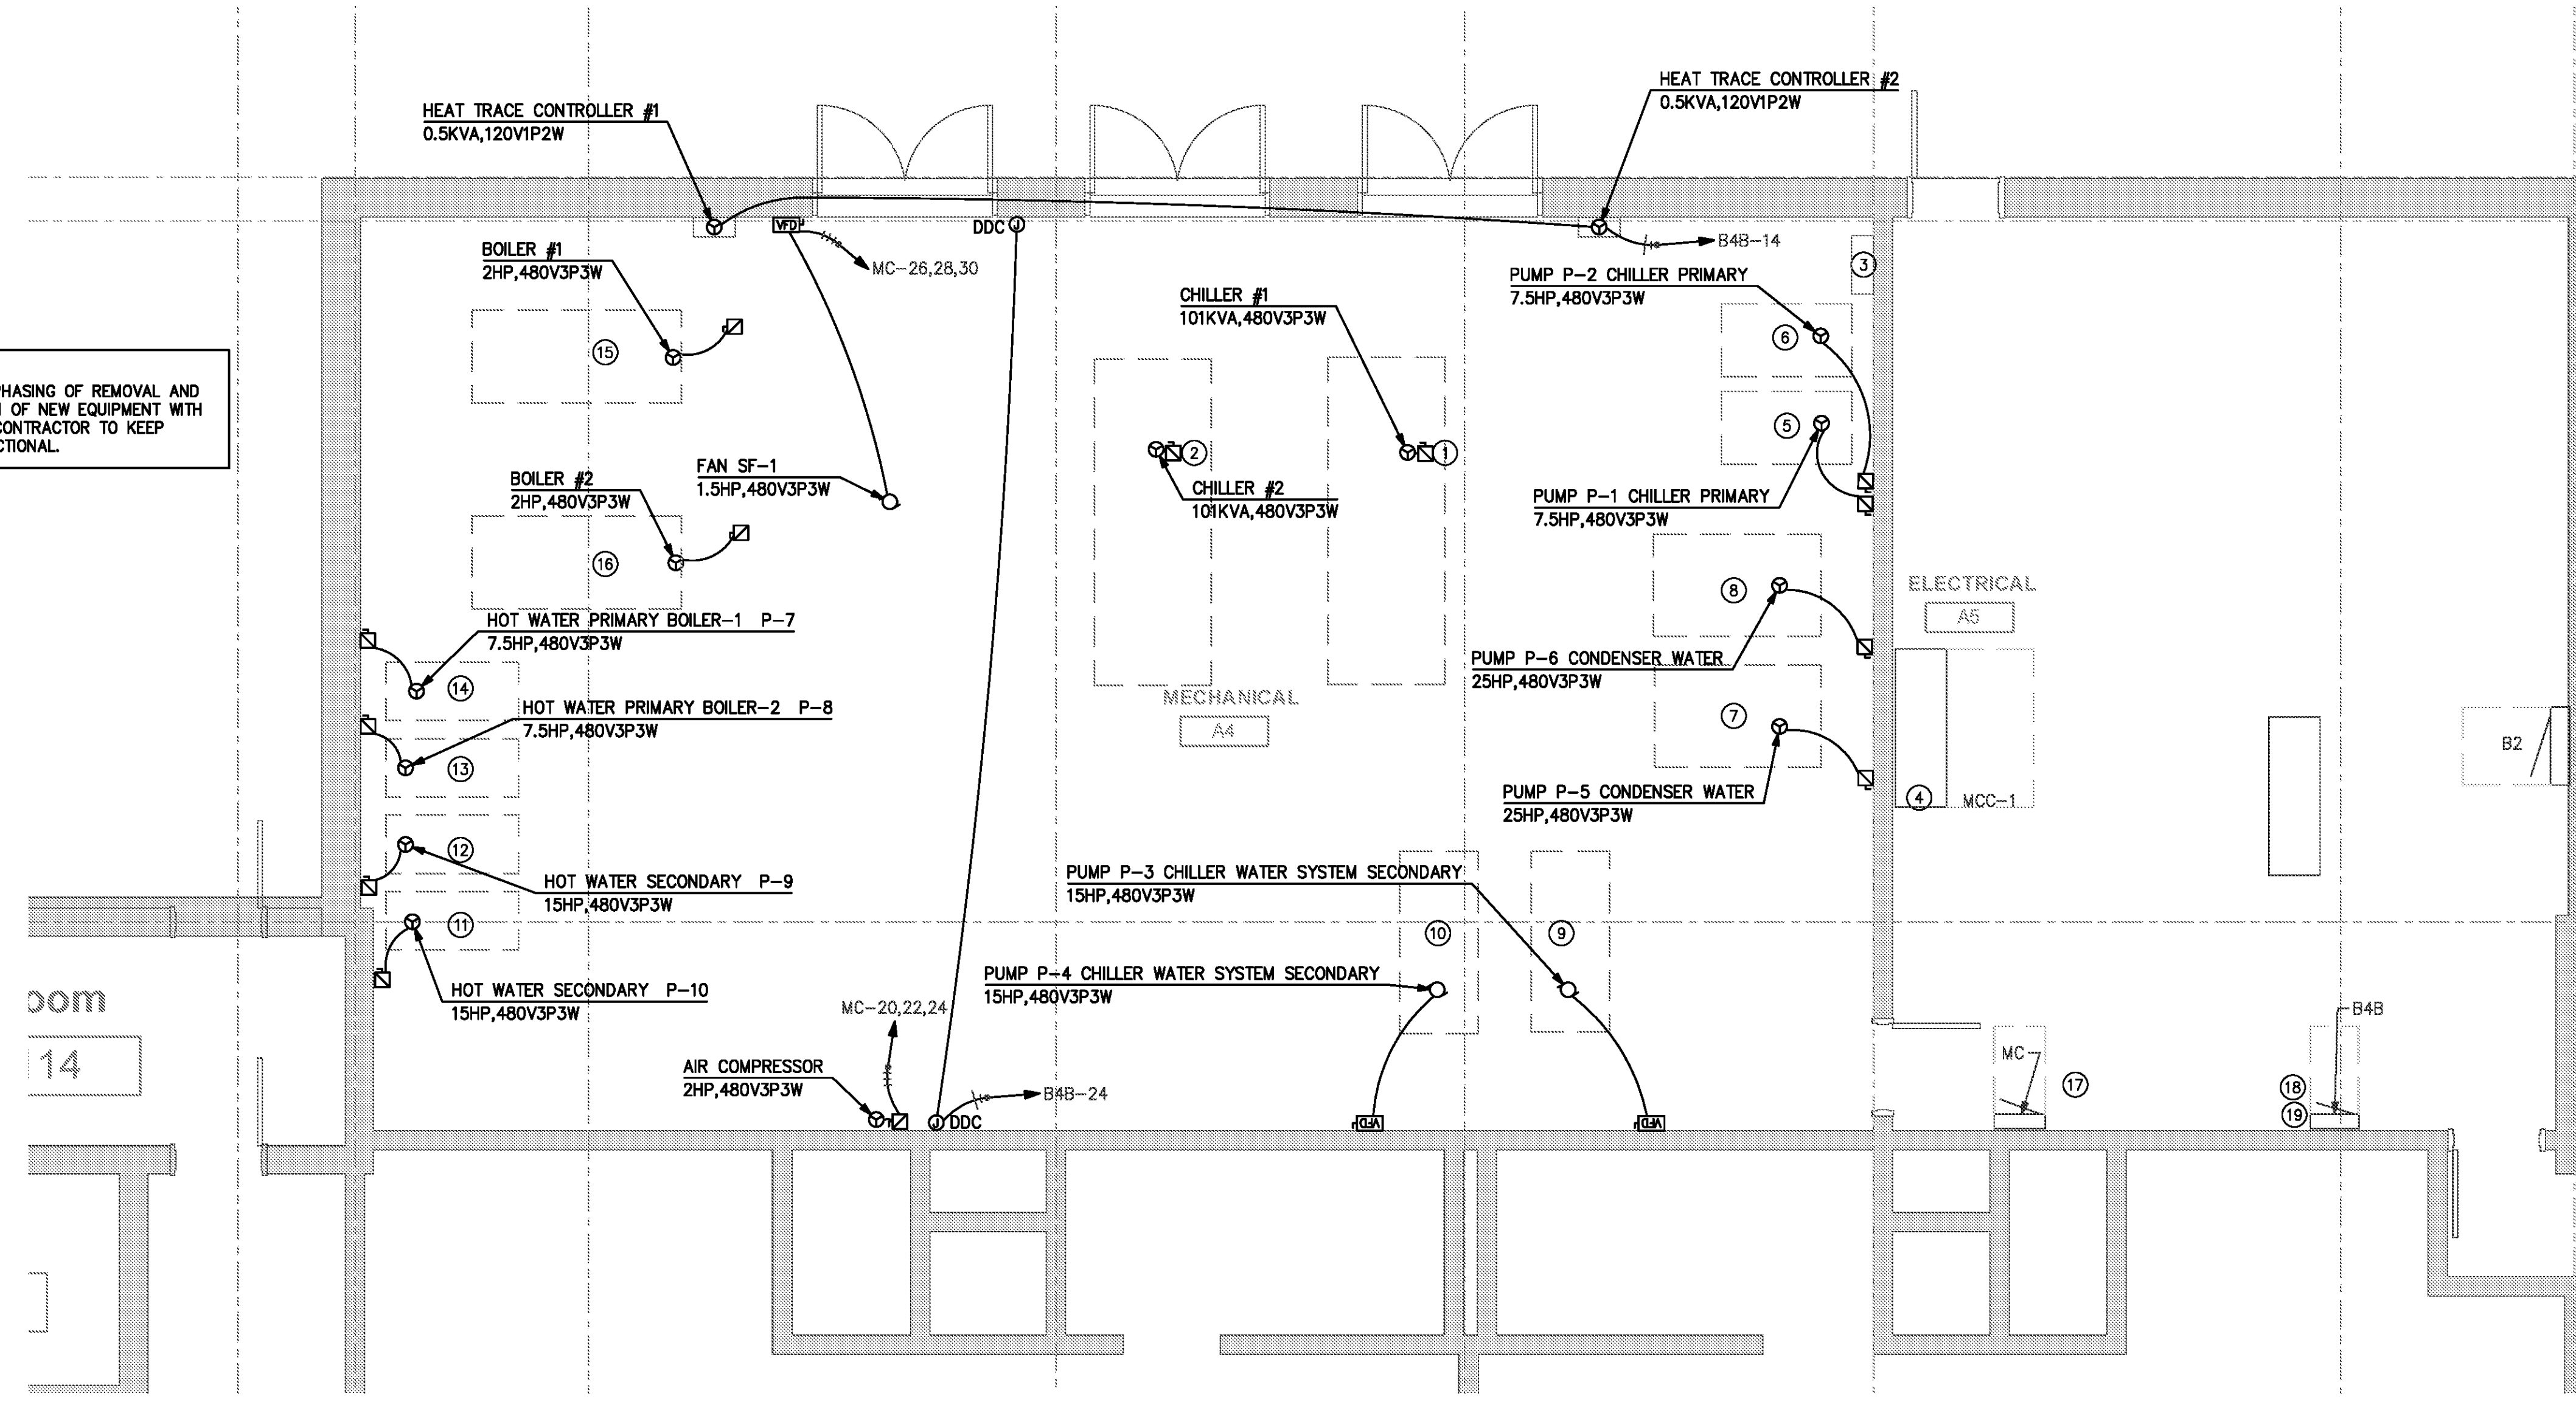 HEAT TRACE CONTROLLER #2
0.5KVA,120V1P2W
HEAT TRACE CONTROLLER #1
0.5KVA,120V1P2W
VFD
DDC J
B4B-14
MC-26,28,30
BOILER #1
2HP,480V3P3W
PUMP P-2 CHILLER PRIMARY
7.5HP,480V3P3W
3
CHILLER #1
101KVA,480V3P3W
15
6
PHASING OF REMOVAL AND
OF NEW EQUIPMENT WITH
CONTRACTOR TO KEEP
CTIONAL.
5
2
1
FAN SF-1
1.5HP,480V3P3W
BOILER #2
2HP,480V3P3W
CHILLER #2
101KVA,480V3P3W
PUMP P-1 CHILLER PRIMARY
7.5HP,480V3P3W
16
8
ELECTRICAL
A5
HOT WATER PRIMARY BOILER-1 P-7
7.5HP,480V3P3W
PUMP P-6 CONDENSER WATER
25HP,480V3P3W
14
MECHANICAL
A4
HOT WATER PRIMARY BOILER-2 P-8
7.5HP,480V3P3W
7
B2
13
PUMP P-5 CONDENSER WATER
25HP,480V3P3W
4
MCC-1
12
HOT WATER SECONDARY P-9
15HP,480V3P3W
PUMP P-3 CHILLER WATER SYSTEM SECONDARY
15HP,480V3P3W
11
10
9
PUMP P-4 CHILLER WATER SYSTEM SECONDARY
15HP,480V3P3W
HOT WATER SECONDARY P-10
15HP,480V3P3W
oom
14
MC-20,22,24
B4B
MC
17
18
19
AIR COMPRESSOR
2HP,480V3P3W
B4B-24
J DDC
VFD
VFD